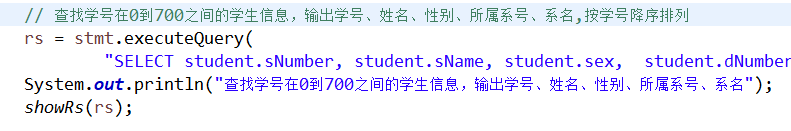 // 查找学号在0到700之间的学生信息，输出学号、姓名、性别、所属系号、系名,按学号降序排列
rs = stmt.executeQuery(
"SELECT student.sNumber, student.sName, student.sex,  student.dNumber
System.out.println("查找学号在0到700之间的学生信息，输出学号、姓名、性别、所属系号、系名");
showRs(rs);